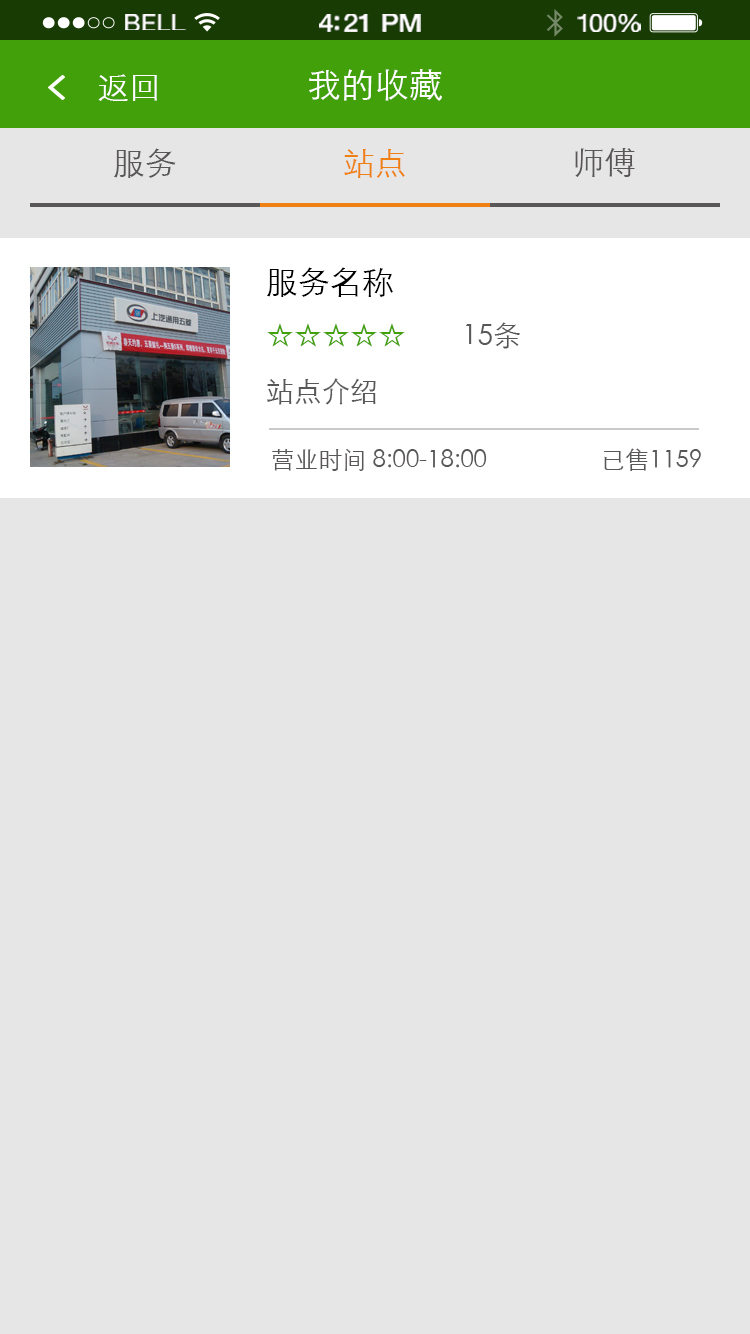 BELL 4:21 PM 100%
返回 我的收藏
服务 站点 师傅
服务名称
☆☆☆☆☆ 15条
站点介绍
营业时间 8:00-18:00 已售1159
上汽通用五菱